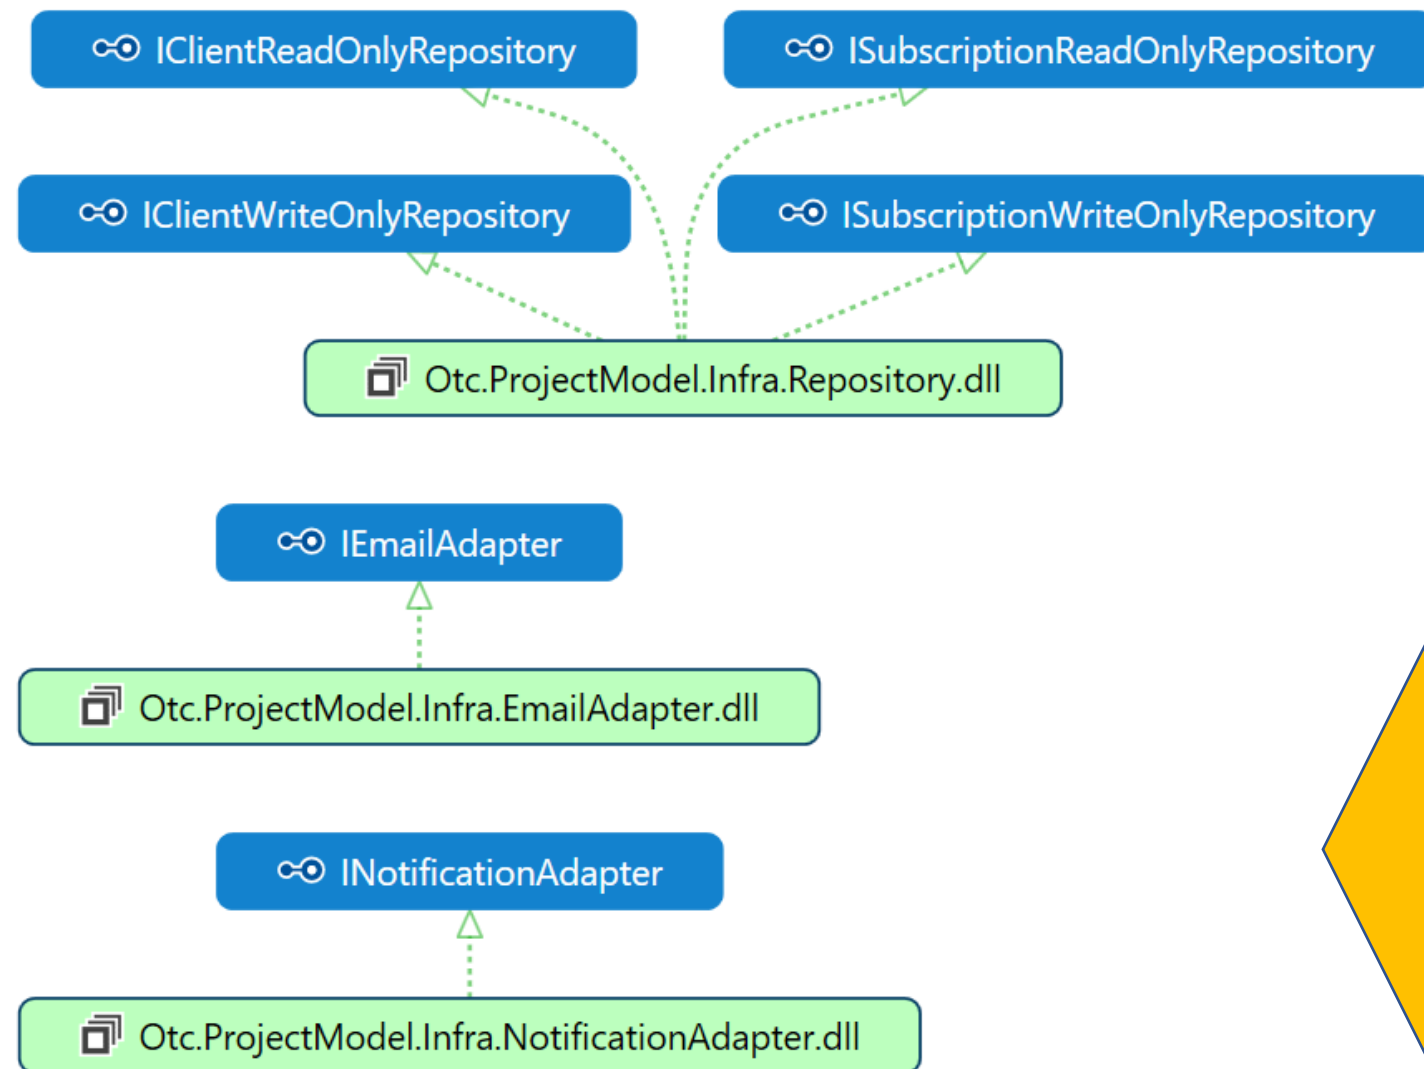 IClientReadOnlyRepository
ISubscriptionReadOnlyRepository
IClientWriteOnlyRepository
ISubscriptionWriteOnlyRepository
Otc.ProjectModel.Infra.Repository.dll
IEmailAdapter
Otc.ProjectModel.Infra.EmailAdapter.dll
INotificationAdapter
Otc.ProjectModel.Infra.NotificationAdapter.dll